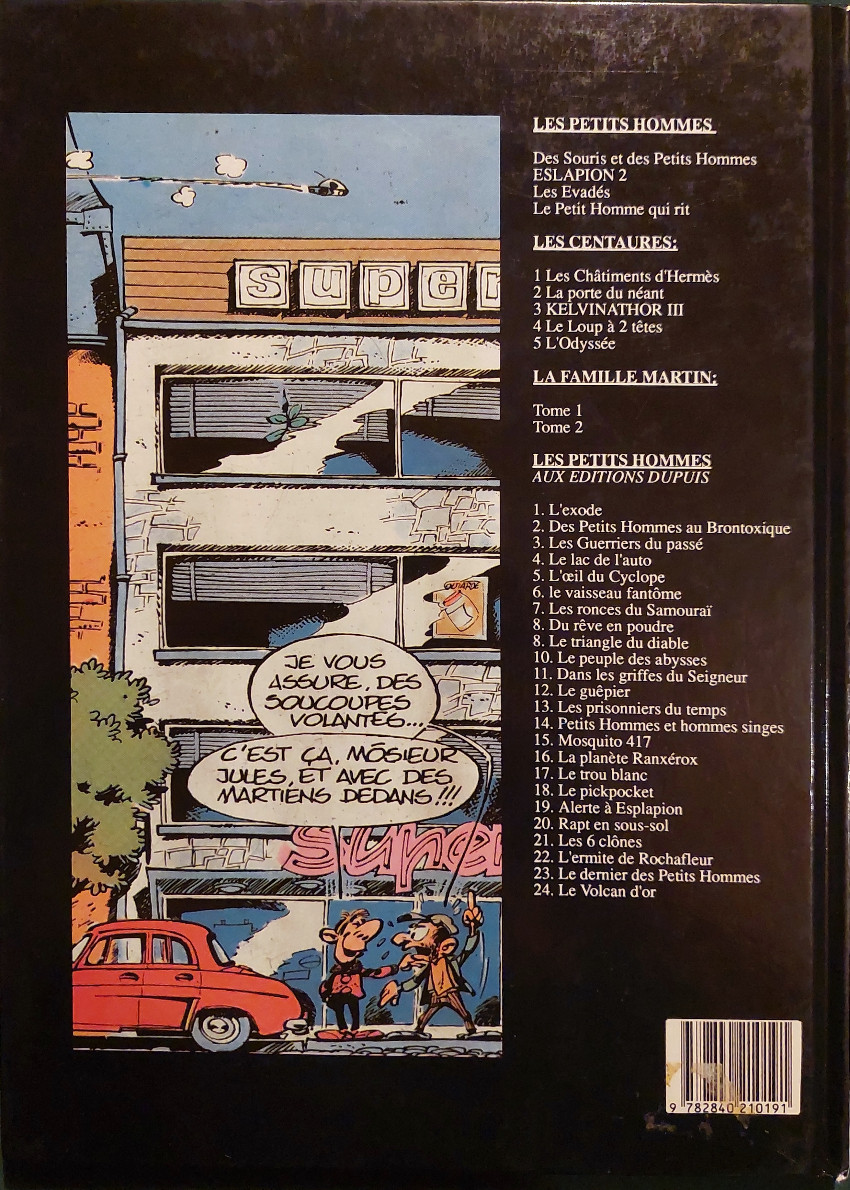 LES PETITS HOMMES
Des Souris et des Petits Hommes
ESLAPION 2
Les Evadés
Le Petit Homme qui rit
LES CENTAURES:
1 Les Châtiments d'Hermès
2 La porte du néant
3 KELVINATHOR III
4 Le Loup à 2 têtes
5 L'Odyssée
LA FAMILLE MARTIN:
Tome 1
Tome 2
LES PETITS HOMMES
AUX EDITIONS DUPUIS
1. L'exode
2. Des Petits Hommes au Brontoxique
3. Les Guerriers du passé
4. Le lac de l'auto
5. L'œil du Cyclope
6. le vaisseau fantôme
7. Les ronces du Samouraï
8. Du rêve en poudre
8. Le triangle du diable
10. Le peuple des abysses
11. Dans les griffes du Seigneur
12. Le guêpier
13. Les prisonniers du temps
14. Petits Hommes et hommes singes
15. Mosquito 417
16. La planète Ranxérox
17. Le trou blanc
18. Le pickpocket
19. Alerte à Esplapion
20. Rapt en sous-sol
21. Les 6 clônes
22. L'ermite de Rochafleur
23. Le dernier des Petits Hommes
24. Le Volcan d'or
super
JE VOUS
ASSURE, DES
SOUCOUPES
VOLANTES...
C'EST ÇA, MÔSIEUR
JULES, ET AVEC DES
MARTIENS DEDANS!!!
super
9 782840 210191